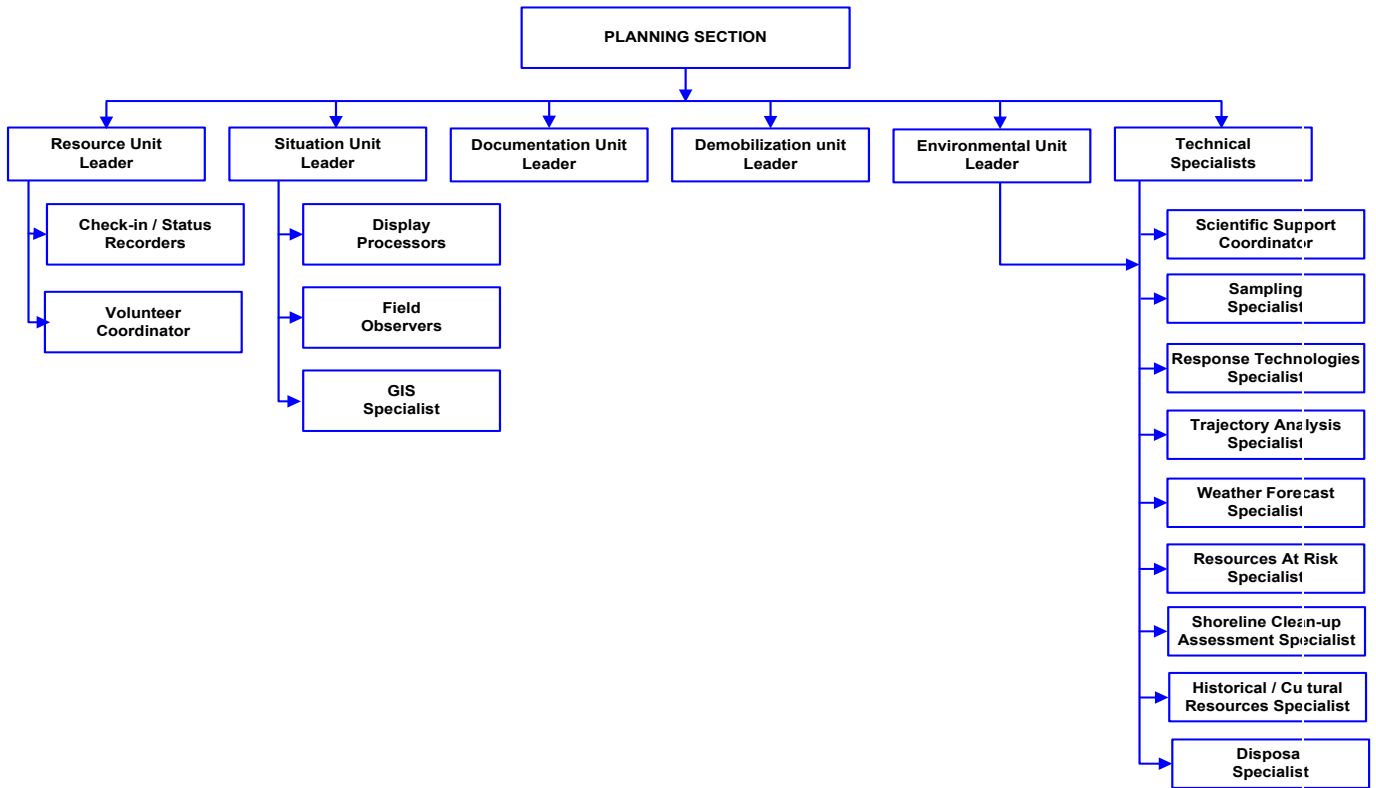 PLANNING SECTION
Resource Unit
Leader
Situation Unit
Leader
Documentation Unit
Leader
Demobilization unit
Leader
Environmental Unit
Leader
Technical
Specialists
Check-in / Status
Recorders
Volunteer
Coordinator
Display
Processors
Field
Observers
GIS
Specialist
Scientific Support
Coordinator
Sampling
Specialist
Response Technologies
Specialist
Trajectory Analysis
Specialist
Weather Forecast
Specialist
Resources At Risk
Specialist
Shoreline Clean-up
Assessment Specialist
Historical / Cultural
Resources Specialist
Disposal
Specialist